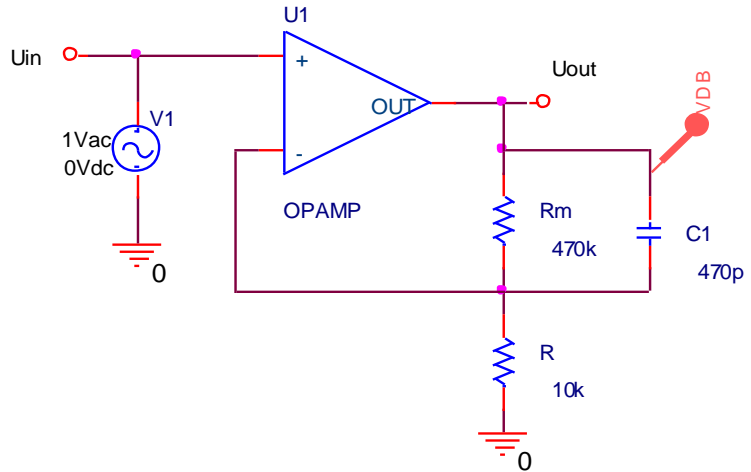 U1
Uin
+
Uout
VDB
OUT
V1
1Vac
0Vdc
-
OPAMP
Rm
470k
C1
470p
0
R
10k
0